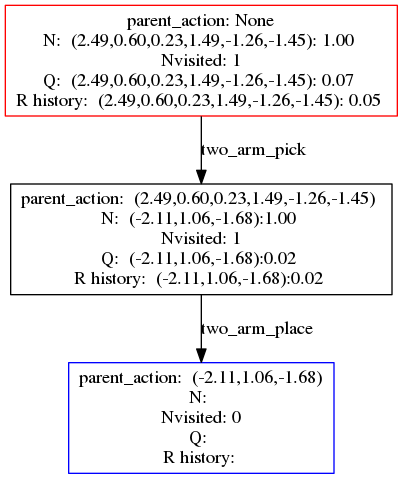 parent_action: None
N: (2.49,0.60,0.23,1.49,-1.26,-1.45): 1.00
Nvisited: 1
Q: (2.49,0.60,0.23,1.49,-1.26,-1.45): 0.07
R history: (2.49,0.60,0.23,1.49,-1.26,-1.45): 0.05
two_arm_pick
parent_action: (2.49,0.60,0.23,1.49,-1.26,-1.45)
N: (-2.11,1.06,-1.68):1.00
Nvisited: 1
Q: (-2.11,1.06,-1.68):0.02
R history: (-2.11,1.06,-1.68):0.02
two_arm_place
parent_action: (-2.11,1.06,-1.68)
N:
Nvisited: 0
Q:
R history: